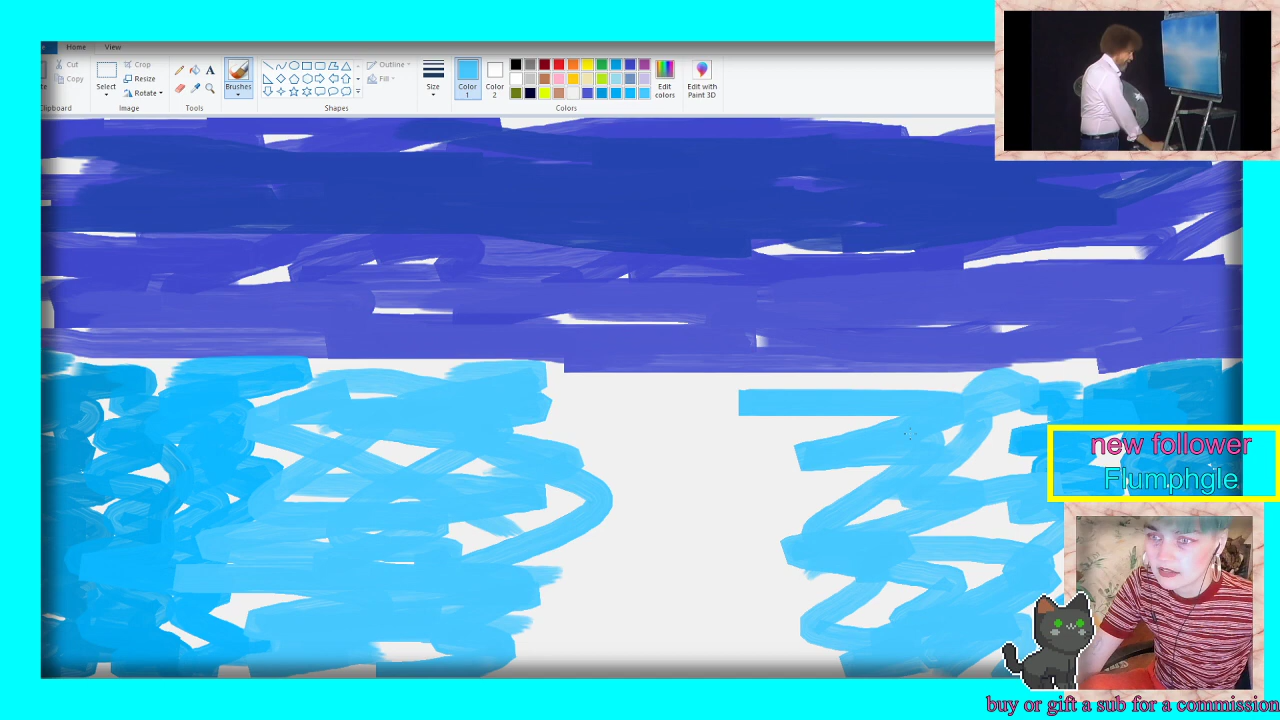 Home View
Cut
Copy
Clipboard
Select
Crop
Resize
Rotate
Image
A
Tools
Brushes
Shapes
Outline
Fill
Size
Color
1
Color
2
Colors
Edit
colors
Edit with
Paint 3D
new follower
Flumphgle
buy or gift a sub for a commission